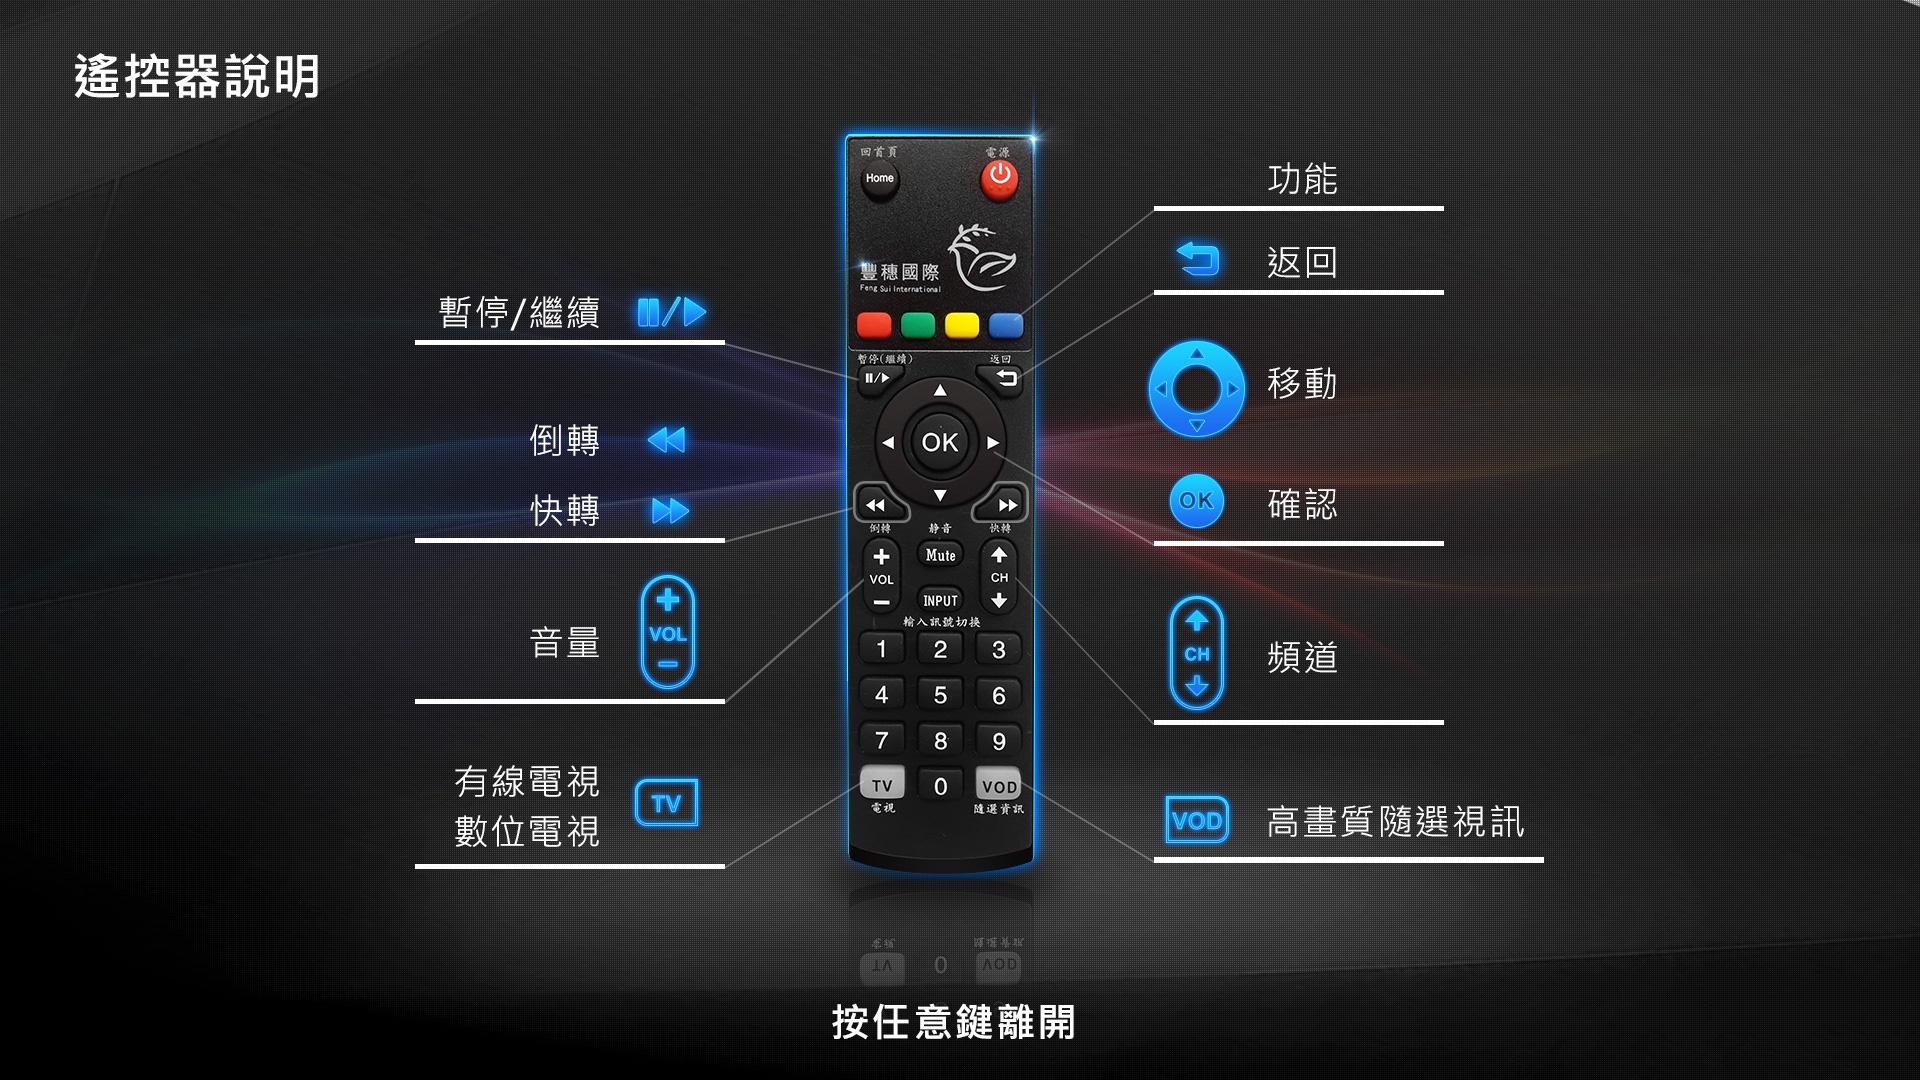 遙控器說明
暫停/繼續
倒轉
快轉
音量
+
VOL
−
有線電視
數位電視
TV
回首頁
電源
Home
豐穗國際
Feng Sui International
暫停(繼續)
返回
OK
倒轉
靜音
快轉
+
Mute
VOL
CH
−
INPUT
輸入訊號切換
1 2 3
4 5 6
7 8 9
TV 0 VOD
電視
隨選資訊
功能
返回
移動
OK 確認
CH 頻道
VOD 高畫質隨選視訊
按任意鍵離開